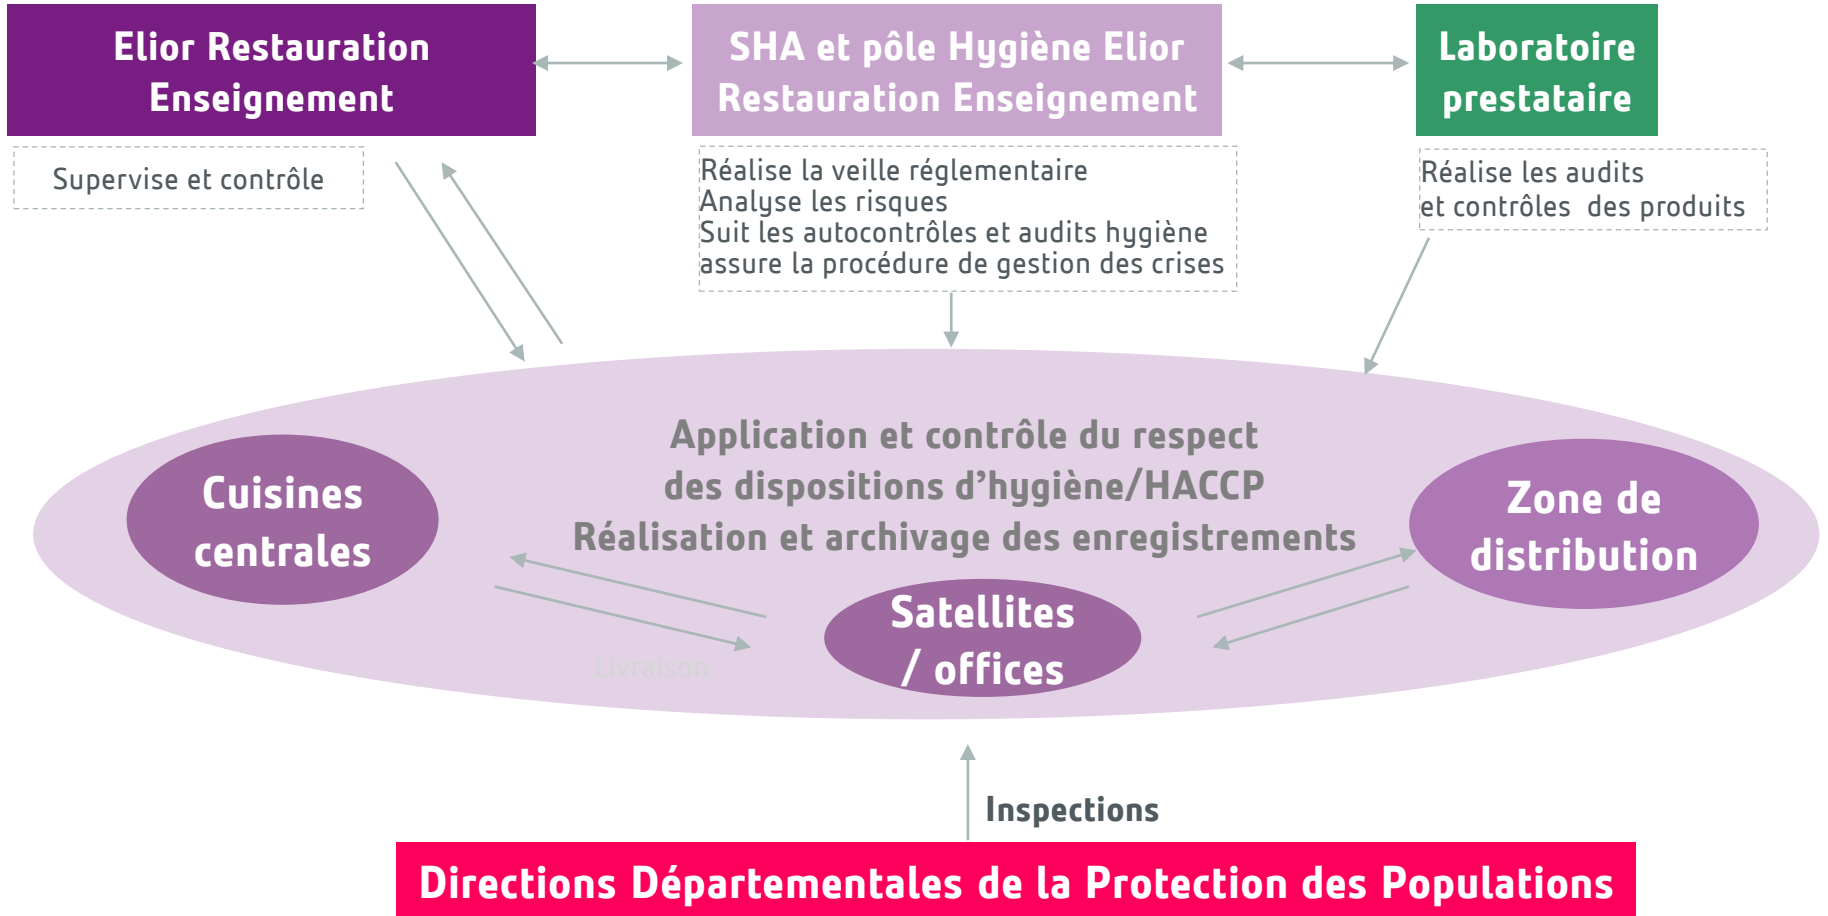 Elior Restauration
Enseignement
SHA et pôle Hygiène Elior
Restauration Enseignement
Laboratoire
prestataire
Supervise et contrôle
Réalise la veille réglementaire
Analyse les risques
Suit les autocontrôles et audits hygiène
assure la procédure de gestion des crises
Réalise les audits
et contrôles des produits
Application et contrôle du respect
des dispositions d’hygiène/HACCP
Réalisation et archivage des enregistrements
Cuisines
centrales
Zone de
distribution
Satellites
/ offices
Livraison
Inspections
Directions Départementales de la Protection des Populations